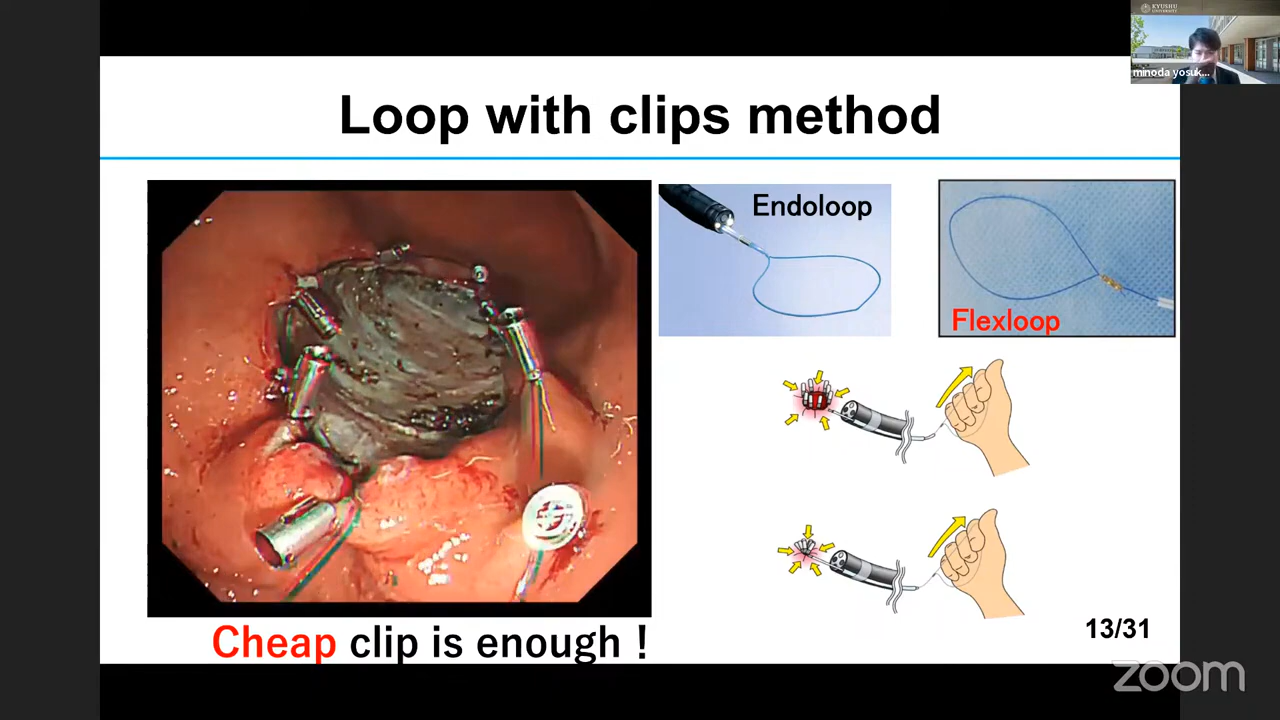 KYUSHU
UNIVERSITY
minoda yosuk...
Loop with clips method
Endoloop
Flexloop
Cheap clip is enough !
13/31
zoom